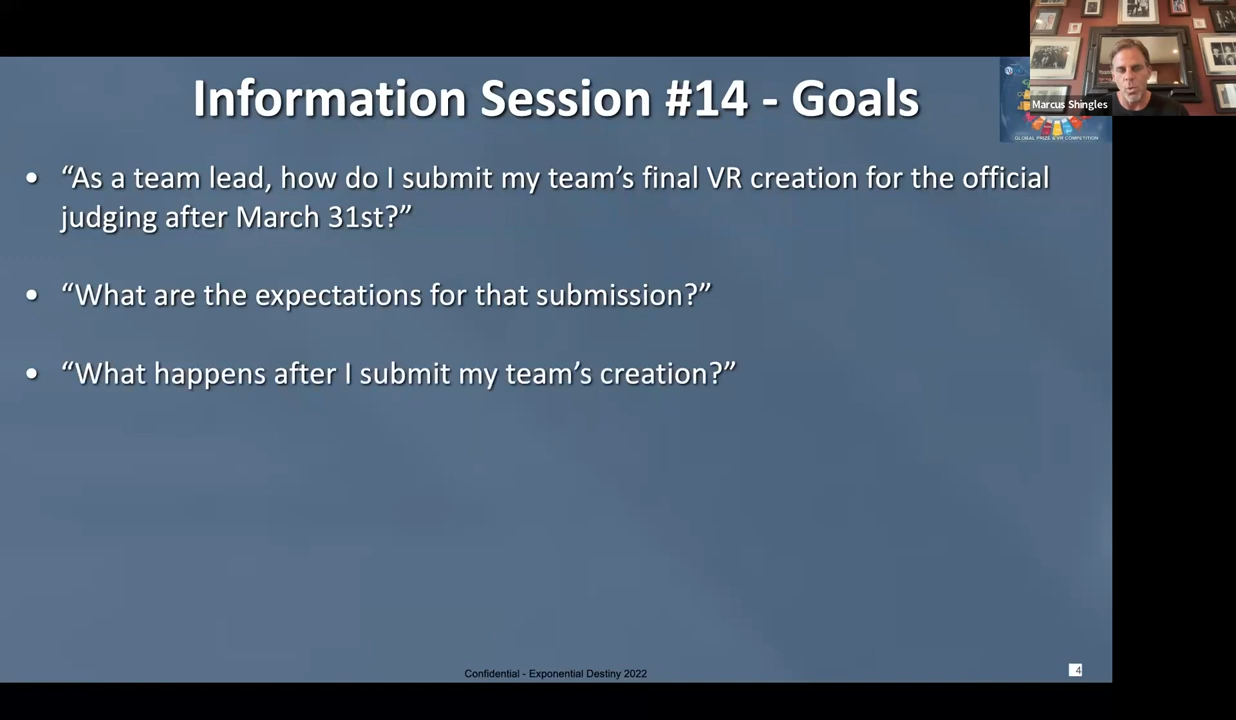 Information Session #14 - Goals
Marcus Shingles
GLOBAL PRIZE & VR COMPETITION
• “As a team lead, how do I submit my team’s final VR creation for the official
judging after March 31st?”
• “What are the expectations for that submission?”
• “What happens after I submit my team’s creation?”
Confidential - Exponential Destiny 2022
4